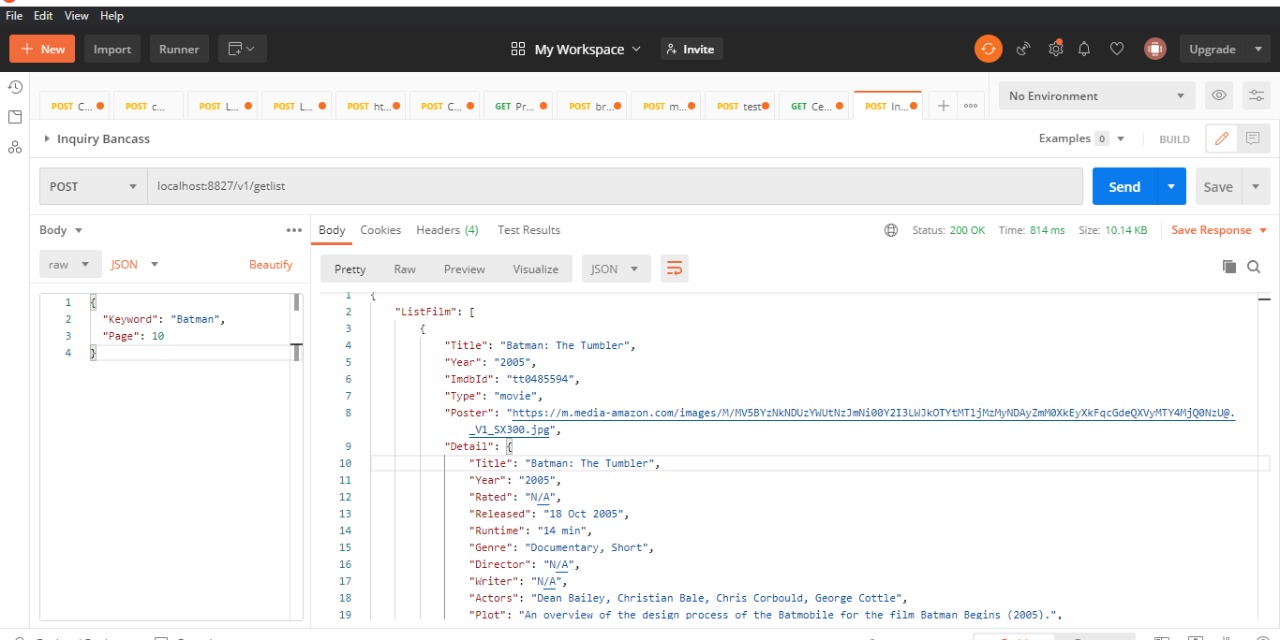 File Edit View Help
New Import Runner My Workspace Invite Upgrade
POST C... POST c... POST L... POST L... POST ht... POST C... GET Pr... POST br... POST m... POST test GET Ce... POST In... No Environment
Inquiry Bancass Examples 0 BUILD
POST localhost:8827/v1/getlist Send Save
Body Body Cookies Headers (4) Test Results Status: 200 OK Time: 814 ms Size: 10.14 KB Save Response
raw JSON Beautify Pretty Raw Preview Visualize JSON
1 {
2 "Keyword": "Batman",
3 "Page": 10
4 }
1 {
2 "ListFilm": [
3 {
4 "Title": "Batman: The Tumbler",
5 "Year": "2005",
6 "ImdbId": "tt0485594",
7 "Type": "movie",
8 "Poster": "https://m.media-amazon.com/images/M/MV5BYzNkNDUzYWUtNzJmNi00Y2I3LWJkOTYtMTljMzMyNDAyZmM0XkEyXkFqcGdeQXVyMTY4MjQ0NzU@.
_V1_SX300.jpg",
9 "Detail": {
10 "Title": "Batman: The Tumbler",
11 "Year": "2005",
12 "Rated": "N/A",
13 "Released": "18 Oct 2005",
14 "Runtime": "14 min",
15 "Genre": "Documentary, Short",
16 "Director": "N/A",
17 "Writer": "N/A",
18 "Actors": "Dean Bailey, Christian Bale, Chris Corbould, George Cottle",
19 "Plot": "An overview of the design process of the Batmobile for the film Batman Begins (2005).",